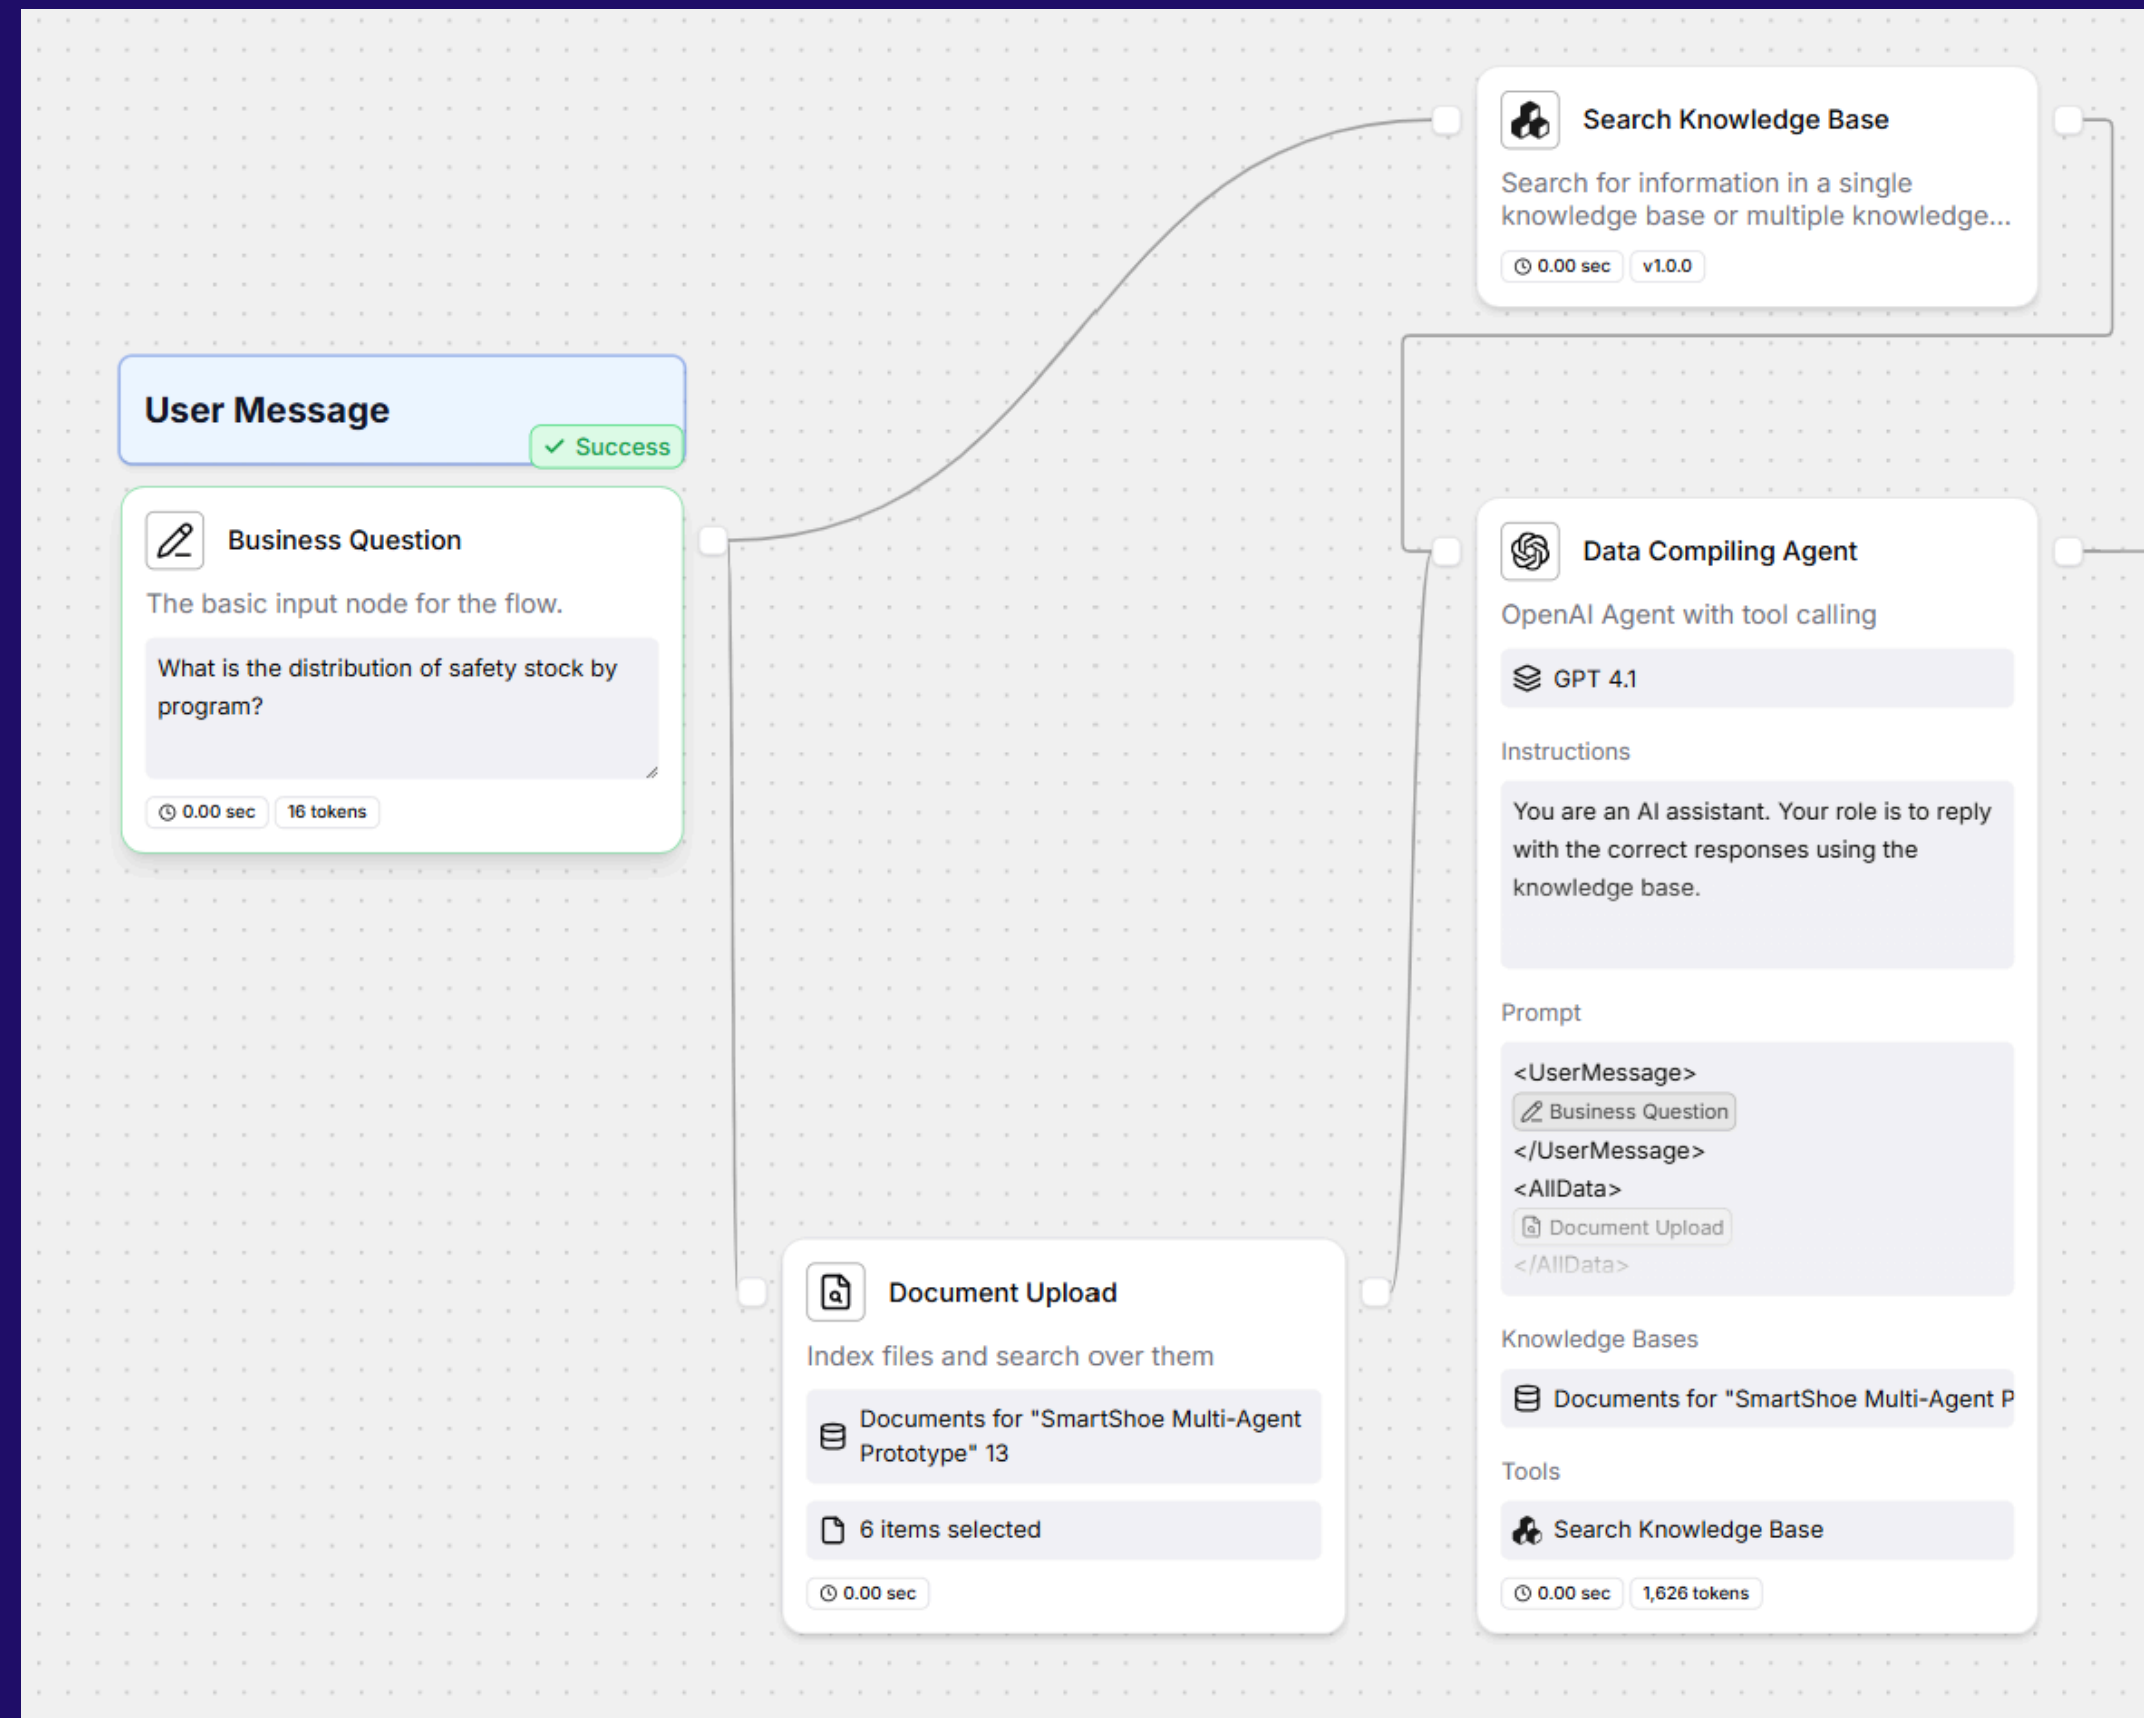 User Message
Success
Business Question
The basic input node for the flow.
What is the distribution of safety stock by
program?
0.00 sec
16 tokens
Document Upload
Index files and search over them
Documents for "SmartShoe Multi-Agent
Prototype" 13
6 items selected
0.00 sec
Search Knowledge Base
Search for information in a single
knowledge base or multiple knowledge...
0.00 sec
v1.0.0
Data Compiling Agent
OpenAI Agent with tool calling
GPT 4.1
Instructions
You are an AI assistant. Your role is to reply
with the correct responses using the
knowledge base.
Prompt
<UserMessage>
Business Question
</UserMessage>
<AllData>
Document Upload
</AllData>
Knowledge Bases
Documents for "SmartShoe Multi-Agent P
Tools
Search Knowledge Base
0.00 sec
1,626 tokens